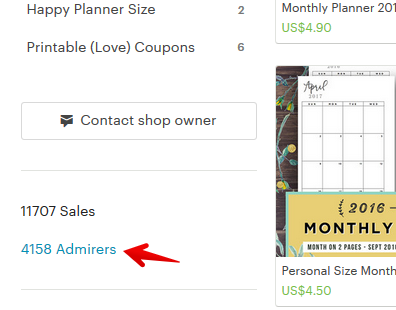 Happy Planner Size 2
Printable (Love) Coupons 6
Contact shop owner
11707 Sales
4158 Admirers
Monthly Planner 201
US$4.90
April
2017
2016 -
MONTHLY
MONTH ON 2 PAGES - SEPT 201
Personal Size Month
US$4.50